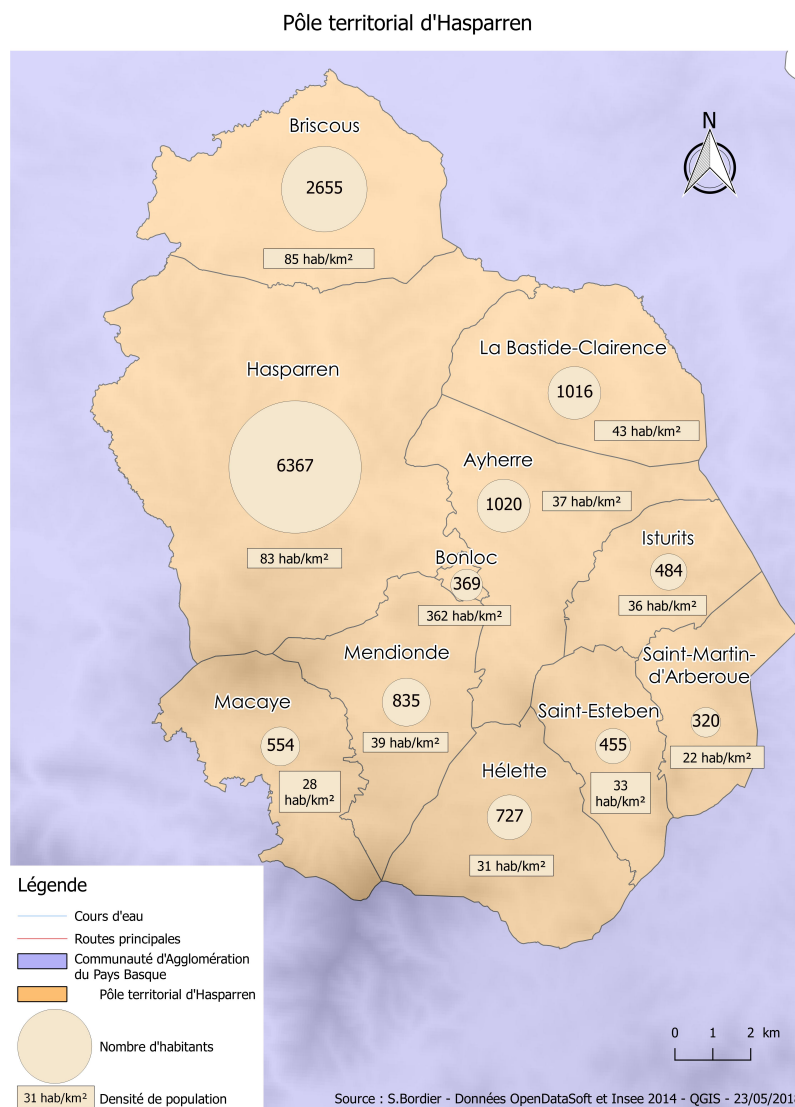 Pôle territorial d'Hasparren
N
Briscous
2655
85 hab/km²
La Bastide-Clairence
1016
43 hab/km²
Hasparren
6367
83 hab/km²
Ayherre
1020
37 hab/km²
Isturits
484
36 hab/km²
Bonloc
369
362 hab/km²
Mendionde
835
39 hab/km²
Saint-Martin-
d'Arberoue
320
22 hab/km²
Macaye
554
28
hab/km²
Saint-Esteben
455
33
hab/km²
Hélette
727
31 hab/km²
Légende
Cours d'eau
Routes principales
Communauté d'Agglomération
du Pays Basque
Pôle territorial d'Hasparren
Nombre d'habitants
31 hab/km² Densité de population
0 1 2 km
Source : S.Bordier - Données OpenDataSoft et Insee 2014 - QGIS - 23/05/2018